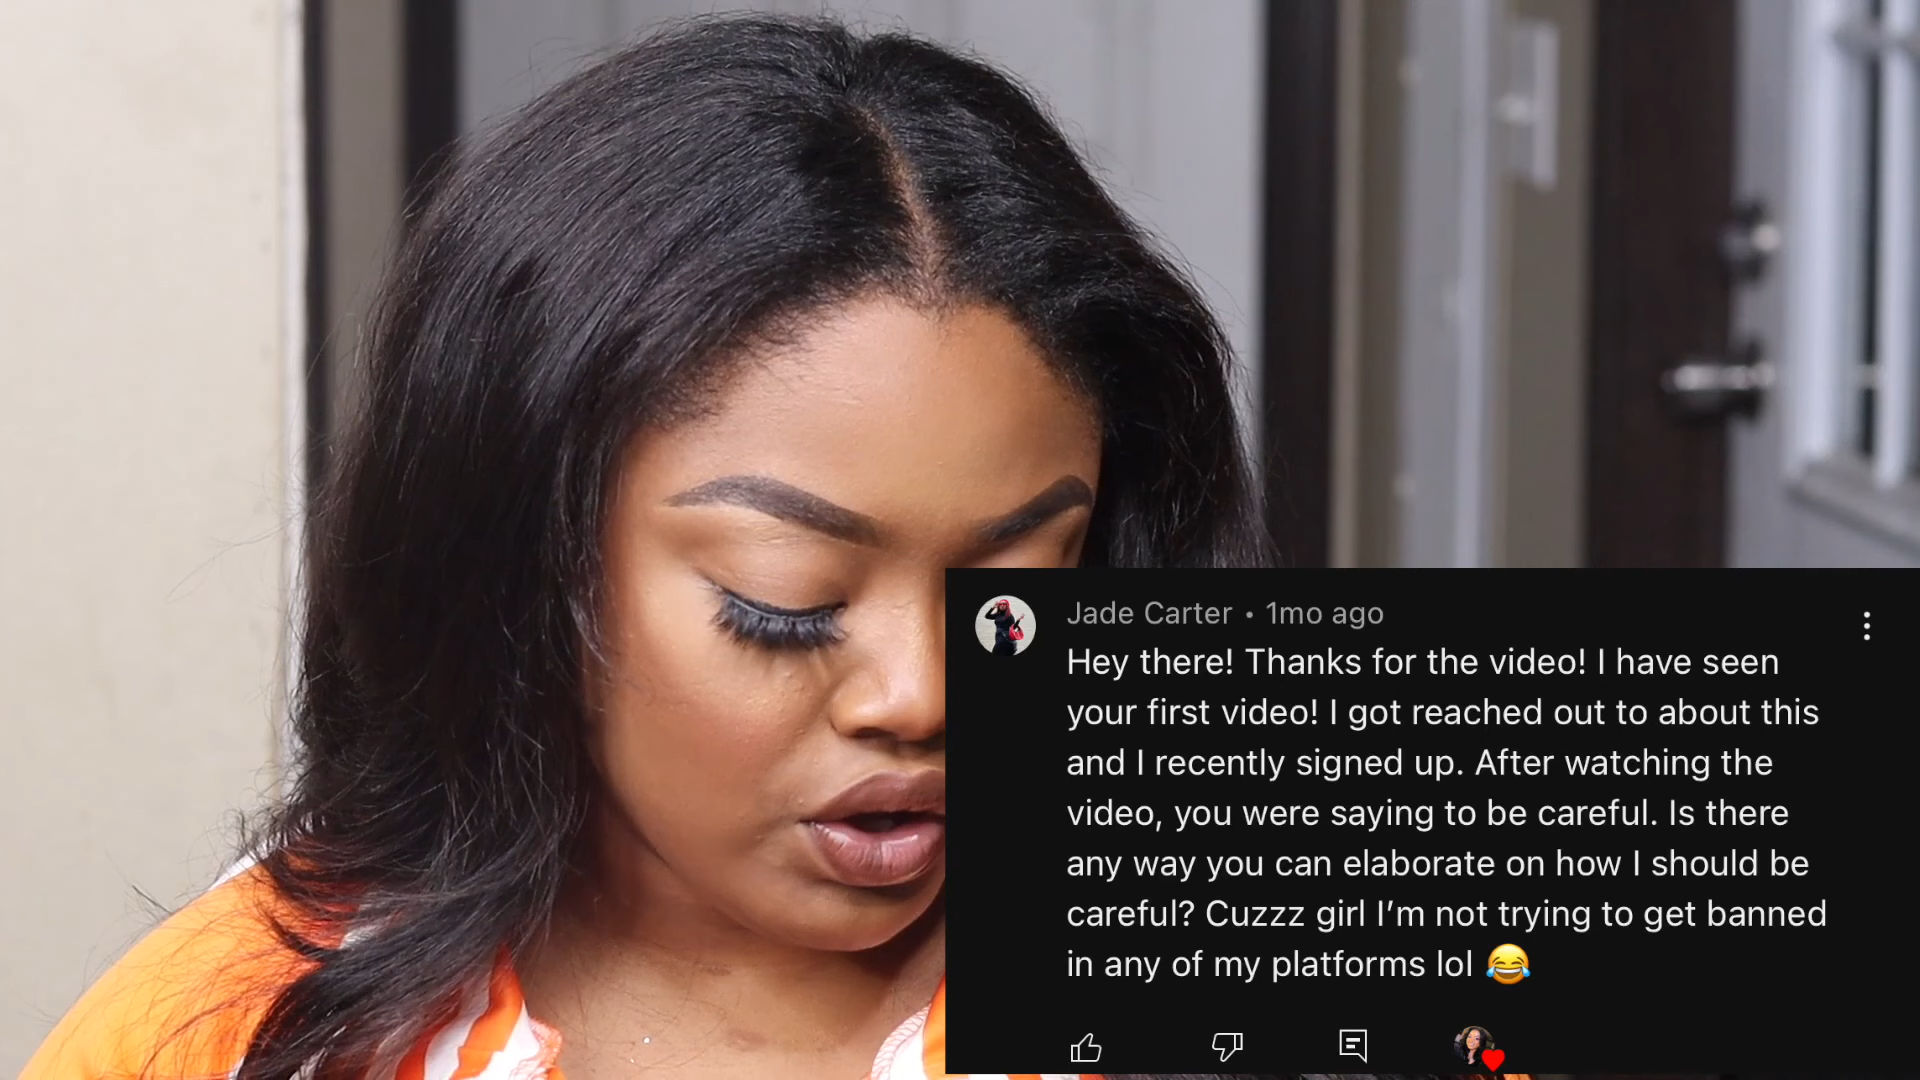 Jade Carter • 1mo ago
Hey there! Thanks for the video! I have seen
your first video! I got reached out to about this
and I recently signed up. After watching the
video, you were saying to be careful. Is there
any way you can elaborate on how I should be
careful? Cuzzz girl I'm not trying to get banned
in any of my platforms lol 😂